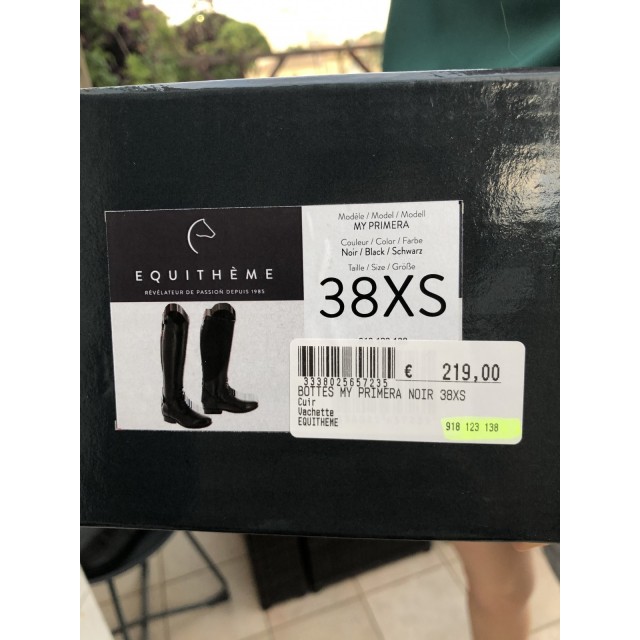 EQUITHÈME
RÉVÉLATEUR DE PASSION DEPUIS 1985
Modèle / Model / Modell
MY PRIMERA
Couleur / Color / Farbe
Noir / Black / Schwarz
Taille / Size / Größe
38XS
3338025657235
€ 219,00
BOTTES MY PRIMERA NOIR 38XS
Cuir
Vachette
EQUITHEME
918 123 138